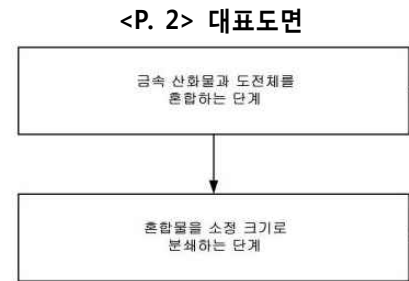 <P. 2> 대표도면
금속 산화물과 도전체를
혼합하는 단계
혼합물을 소정 크기로
분쇄하는 단계